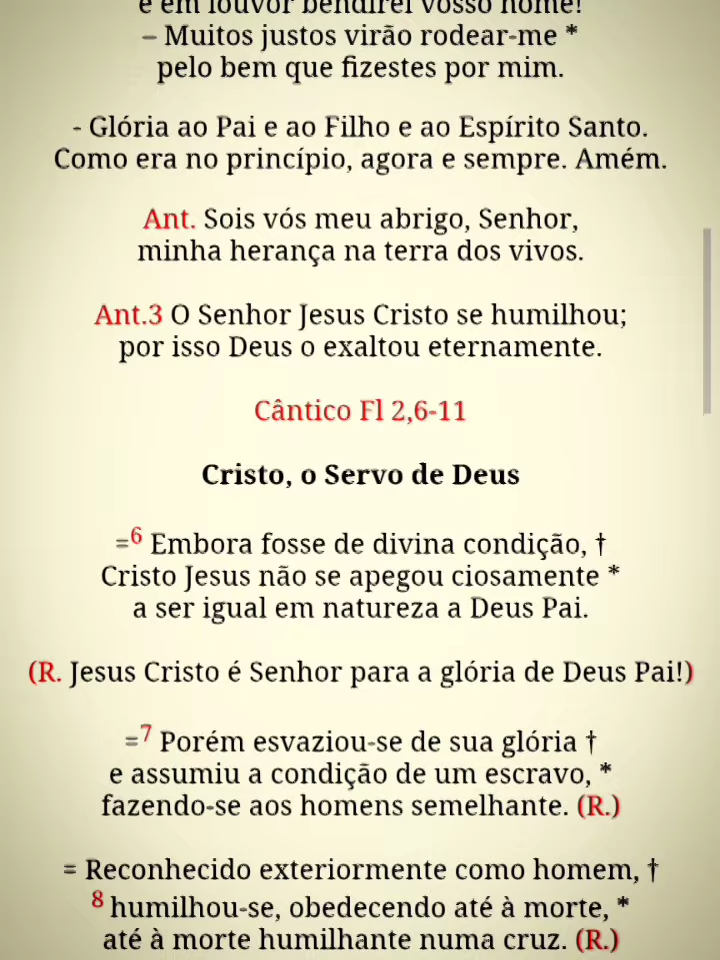 e em louvor bendirei vosso nome!
– Muitos justos virão rodear-me *
pelo bem que fizestes por mim.
- Glória ao Pai e ao Filho e ao Espírito Santo.
Como era no princípio, agora e sempre. Amém.
Ant. Sois vós meu abrigo, Senhor,
minha herança na terra dos vivos.
Ant.3 O Senhor Jesus Cristo se humilhou;
por isso Deus o exaltou eternamente.
Cântico Fl 2,6-11
Cristo, o Servo de Deus
=6 Embora fosse de divina condição, †
Cristo Jesus não se apegou ciosamente *
a ser igual em natureza a Deus Pai.
(R. Jesus Cristo é Senhor para a glória de Deus Pai!)
=7 Porém esvaziou-se de sua glória †
e assumiu a condição de um escravo, *
fazendo-se aos homens semelhante. (R.)
= Reconhecido exteriormente como homem, †
8 humilhou-se, obedecendo até à morte, *
até à morte humilhante numa cruz. (R.)